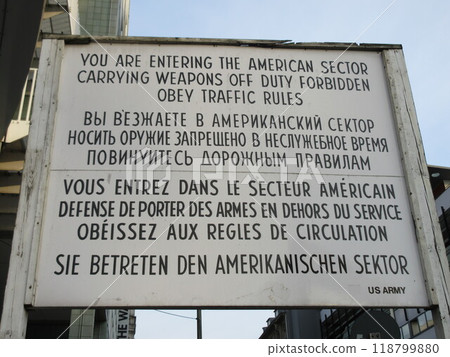 YOU ARE ENTERING THE AMERICAN SECTOR
CARRYING WEAPONS OFF DUTY FORBIDDEN
OBEY TRAFFIC RULES
ВЫ ВЪЕЗЖАЕТЕ В АМЕРИКАНСКИЙ СЕКТОР
НОСИТЬ ОРУЖИЕ ЗАПРЕЩЕНО В НЕСЛУЖЕБНОЕ ВРЕМЯ
ПОВИНУЙТЕСЬ ДОРОЖНЫМ ПРАВИЛАМ
VOUS ENTREZ DANS LE SECTEUR AMÉRICAIN
DEFENSE DE PORTER DES ARMES EN DEHORS DU SERVICE
OBÉISSEZ AUX REGLES DE CIRCULATION
SIE BETRETEN DEN AMERIKANISCHEN SEKTOR
US ARMY
THE W
118799880